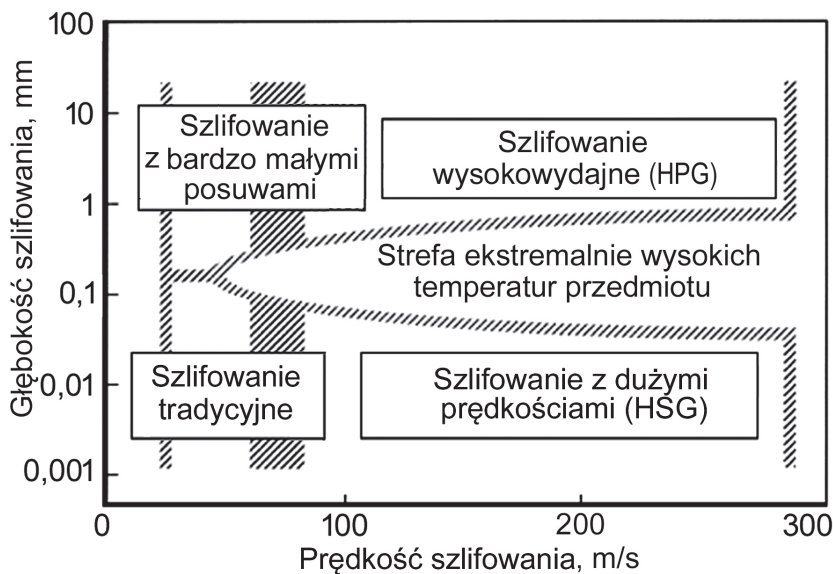 Głębokość szlifowania, mm
100
10
1
0,1
0,01
0,001
Szlifowanie
z bardzo małymi
posuwami
Szlifowanie
wysokowydajne (HPG)
Strefa ekstremalnie wysokich
temperatur przedmiotu
Szlifowanie
tradycyjne
Szlifowanie z dużymi
prędkościami (HSG)
0
100
200
300
Prędkość szlifowania, m/s